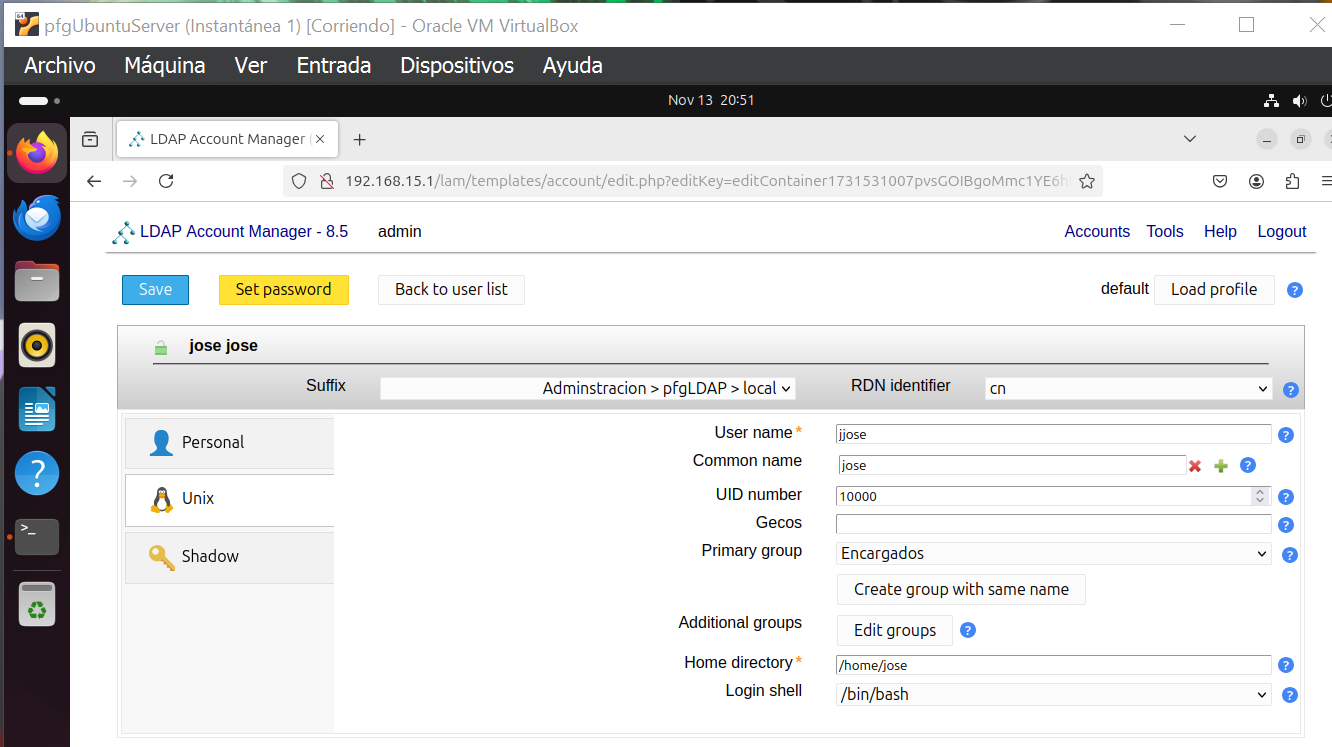 pfgUbuntuServer (Instantánea 1) [Corriendo] - Oracle VM VirtualBox
Archivo Máquina Ver Entrada Dispositivos Ayuda
Nov 13 20:51
LDAP Account Manager (
192.168.15.1/lam/templates/account/edit.php?editKey=editContainer1731531007pvsGOIBgoMmc1YE6h
LDAP Account Manager - 8.5 admin Accounts Tools Help Logout
Save Set password Back to user list default Load profile ?
jose jose
Suffix Adminstracion > pfgLDAP > local RDN identifier cn ?
Personal
Unix
Shadow
User name* jjose ?
Common name jose ?
UID number 10000 ?
Gecos ?
Primary group Encargados ?
Create group with same name
Additional groups Edit groups ?
Home directory* /home/jose ?
Login shell /bin/bash ?